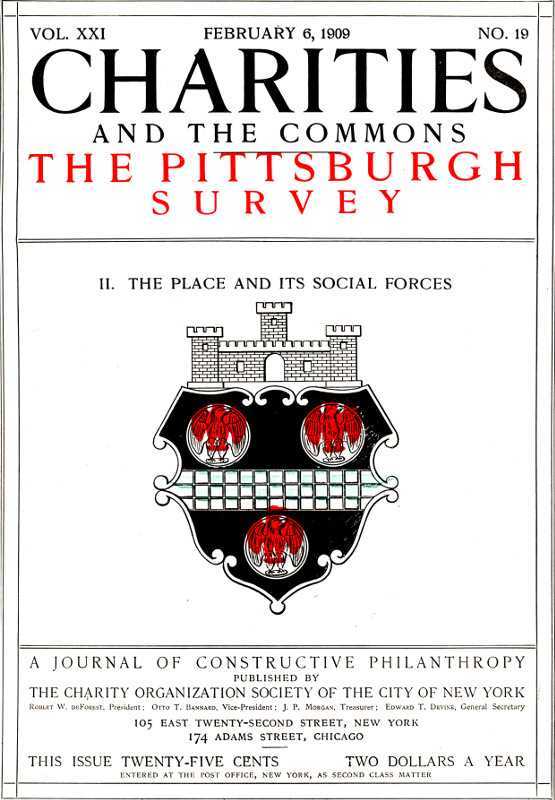 VOL. XXI FEBRUARY 6, 1909 NO. 19
CHARITIES
AND THE COMMONS
THE PITTSBURGH
SURVEY
II. THE PLACE AND ITS SOCIAL FORCES
A JOURNAL OF CONSTRUCTIVE PHILANTHROPY
PUBLISHED BY
THE CHARITY ORGANIZATION SOCIETY OF THE CITY OF NEW YORK
ROBERT W. DEFOREST, President; OTTO T. BANNARD, Vice-President; J. P. MORGAN, Treasurer; EDWARD T. DEVINE, General Secretary
105 EAST TWENTY-SECOND STREET, NEW YORK
174 ADAMS STREET, CHICAGO
THIS ISSUE TWENTY-FIVE CENTS TWO DOLLARS A YEAR
ENTERED AT THE POST OFFICE, NEW YORK, AS SECOND CLASS MATTER